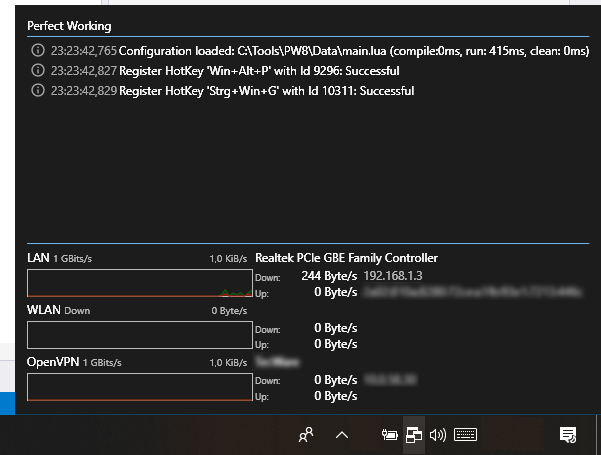 Perfect Working
23:23:42,765 Configuration loaded: C:\Tools\PW8\Data\main.lua (compile:0ms, run: 415ms, clean: 0ms)
23:23:42,827 Register HotKey 'Win+Alt+P' with Id 9296: Successful
23:23:42,829 Register HotKey 'Strg+Win+G' with Id 10311: Successful
LAN 1 GBits/s 1,0 KiB/s Realtek PCIe GBE Family Controller
Down: 244 Byte/s 192.168.1.3
Up: 0 Byte/s
WLAN Down 0 Byte/s
Down: 0 Byte/s
Up: 0 Byte/s
OpenVPN 1 GBits/s 1,0 KiB/s
Down: 0 Byte/s
Up: 0 Byte/s